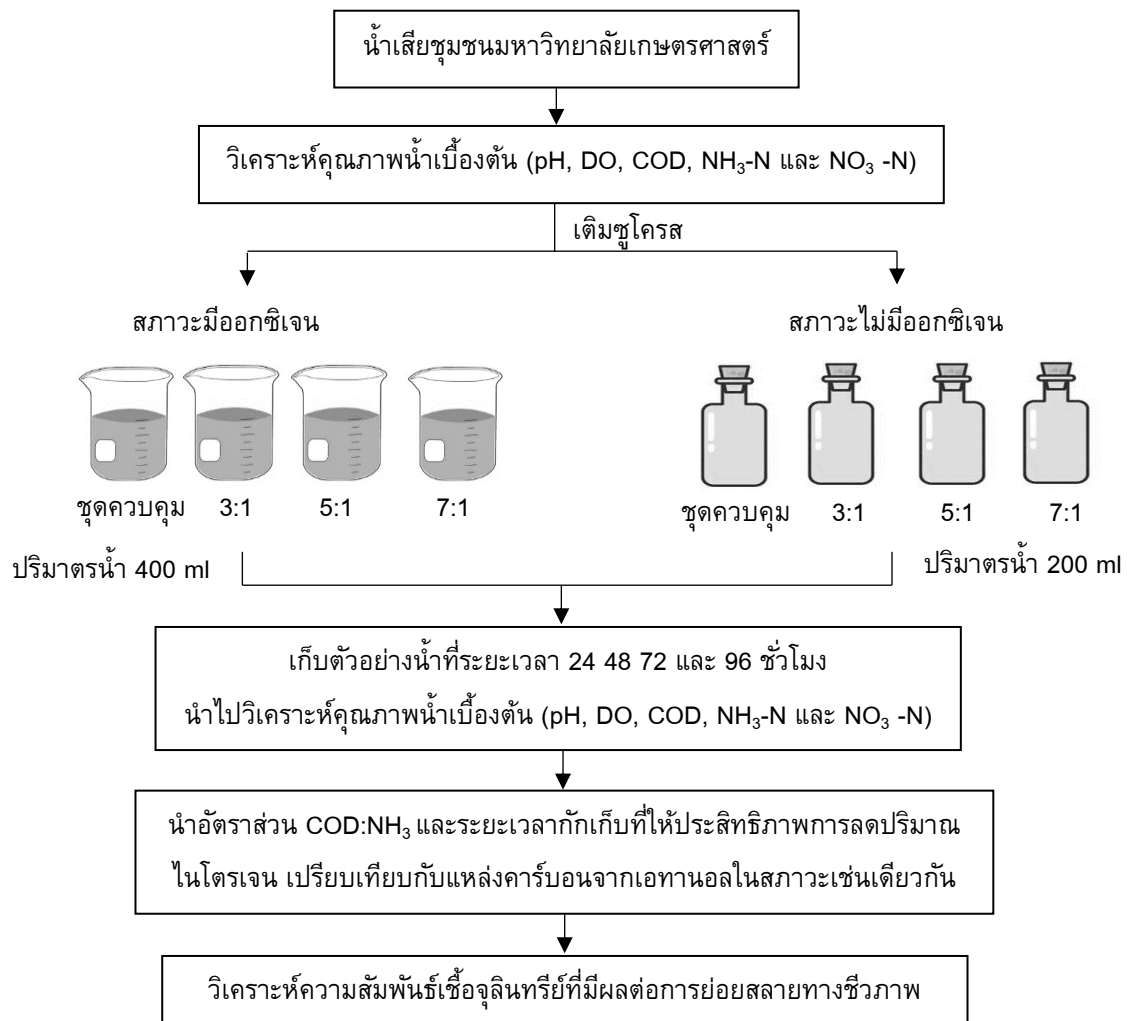 น้ำเสียชุมชนมหาวิทยาลัยเกษตรศาสตร์
วิเคราะห์คุณภาพน้ำเบื้องต้น (pH, DO, COD, NH₃-N และ NO₃ -N)
เติมซูโครส
สภาวะมีออกซิเจน
สภาวะไม่มีออกซิเจน
ชุดควบคุม 3:1 5:1 7:1
ชุดควบคุม 3:1 5:1 7:1
ปริมาตรน้ำ 400 ml
ปริมาตรน้ำ 200 ml
เก็บตัวอย่างน้ำที่ระยะเวลา 24 48 72 และ 96 ชั่วโมง
นำไปวิเคราะห์คุณภาพน้ำเบื้องต้น (pH, DO, COD, NH₃-N และ NO₃ -N)
นำอัตราส่วน COD:NH₃ และระยะเวลากักเก็บที่ให้ประสิทธิภาพการลดปริมาณ
ไนโตรเจน เปรียบเทียบกับแหล่งคาร์บอนจากเอทานอลในสภาวะเช่นเดียวกัน
วิเคราะห์ความสัมพันธ์เชื้อจุลินทรีย์ที่มีผลต่อการย่อยสลายทางชีวภาพ